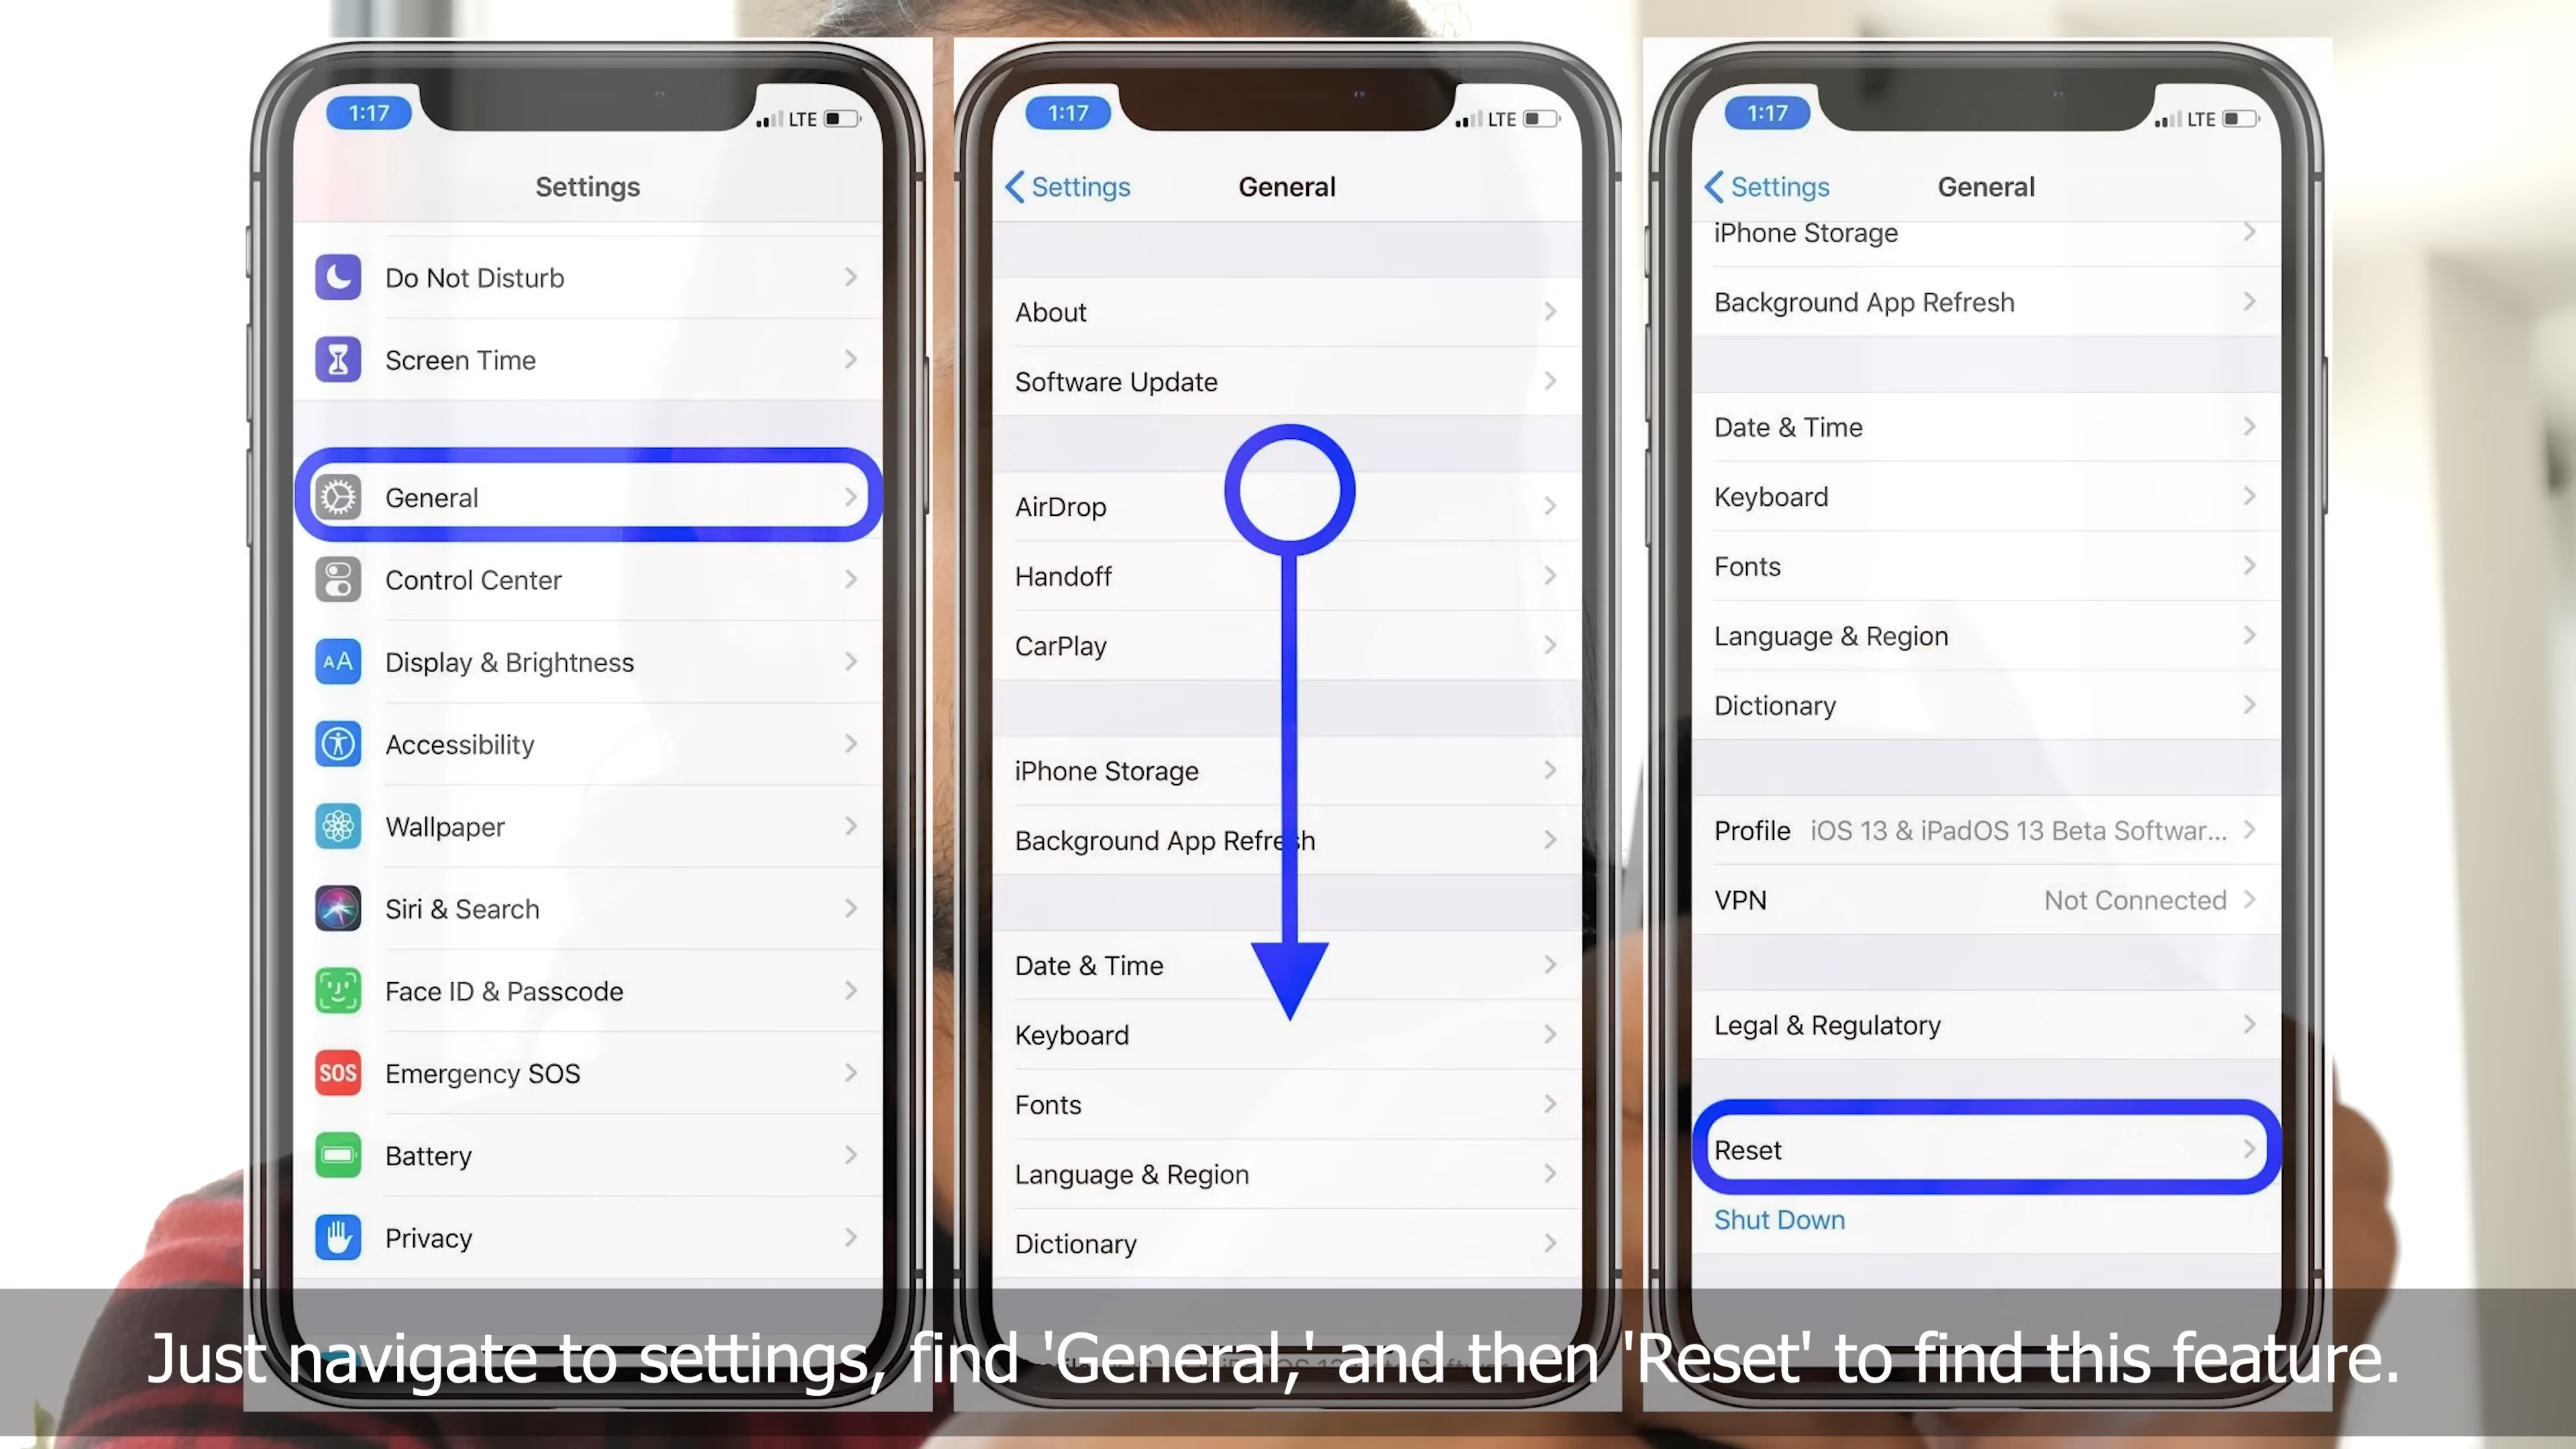 1:17
LTE
Settings
Do Not Disturb
Screen Time
General
Control Center
AA
Display & Brightness
Accessibility
Wallpaper
Siri & Search
Face ID & Passcode
SOS
Emergency SOS
Battery
Privacy
1:17
LTE
Settings
General
About
Software Update
AirDrop
Handoff
CarPlay
iPhone Storage
Background App Refresh
Date & Time
Keyboard
Fonts
Language & Region
Dictionary
1:17
LTE
Settings
General
iPhone Storage
Background App Refresh
Date & Time
Keyboard
Fonts
Language & Region
Dictionary
Profile iOS 13 & iPadOS 13 Beta Softwar...
VPN Not Connected
Legal & Regulatory
Reset
Shut Down
Just navigate to settings, find 'General,' and then 'Reset' to find this feature.